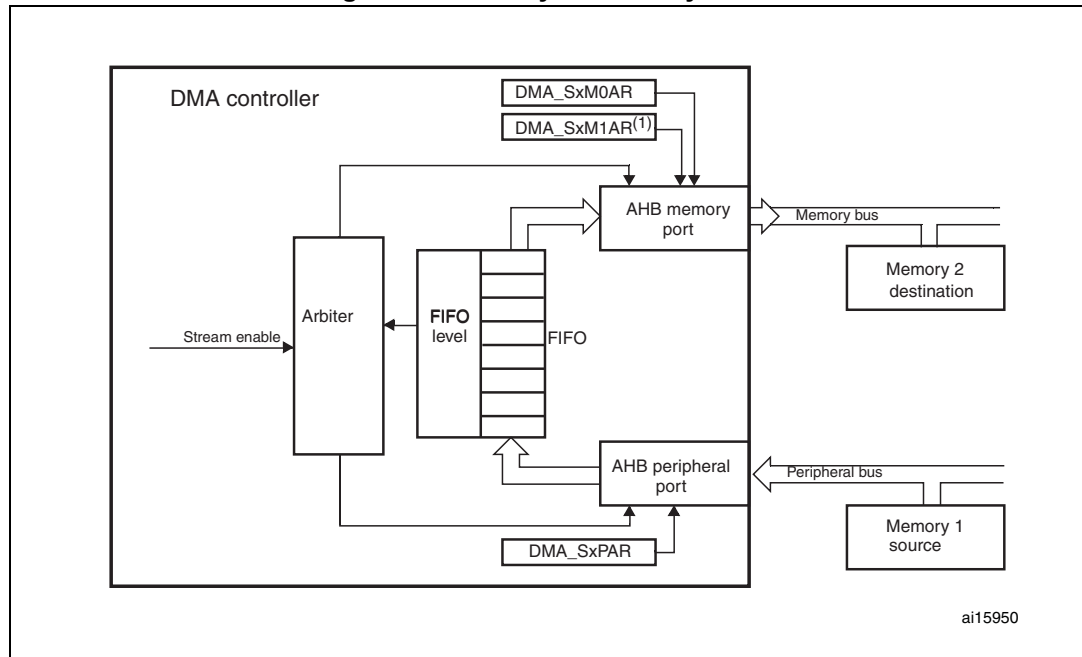 DMA controller
DMA_SxM0AR
DMA_SxM1AR(1)
AHB memory
port
Memory bus
Memory 2
destination
Arbiter
FIFO
level
FIFO
Stream enable
AHB peripheral
port
Peripheral bus
Memory 1
source
DMA_SxPAR
ai15950